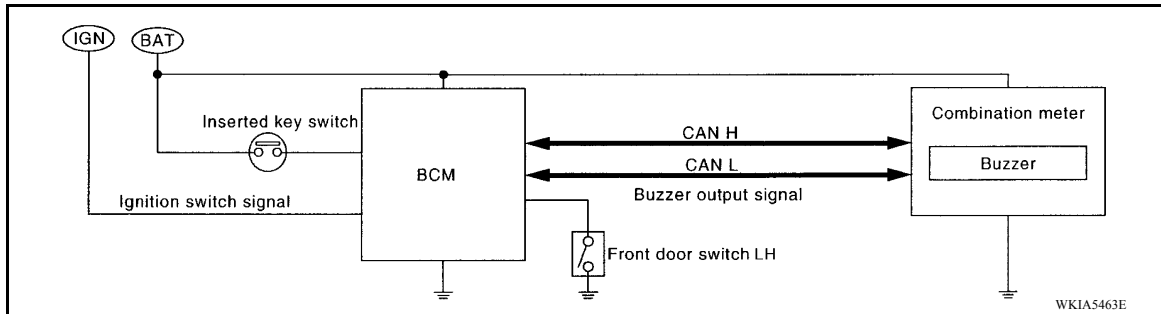 IGN
BAT
Inserted key switch
Ignition switch signal
BCM
CAN H
CAN L
Buzzer output signal
Front door switch LH
Combination meter
Buzzer
WKIA5463E